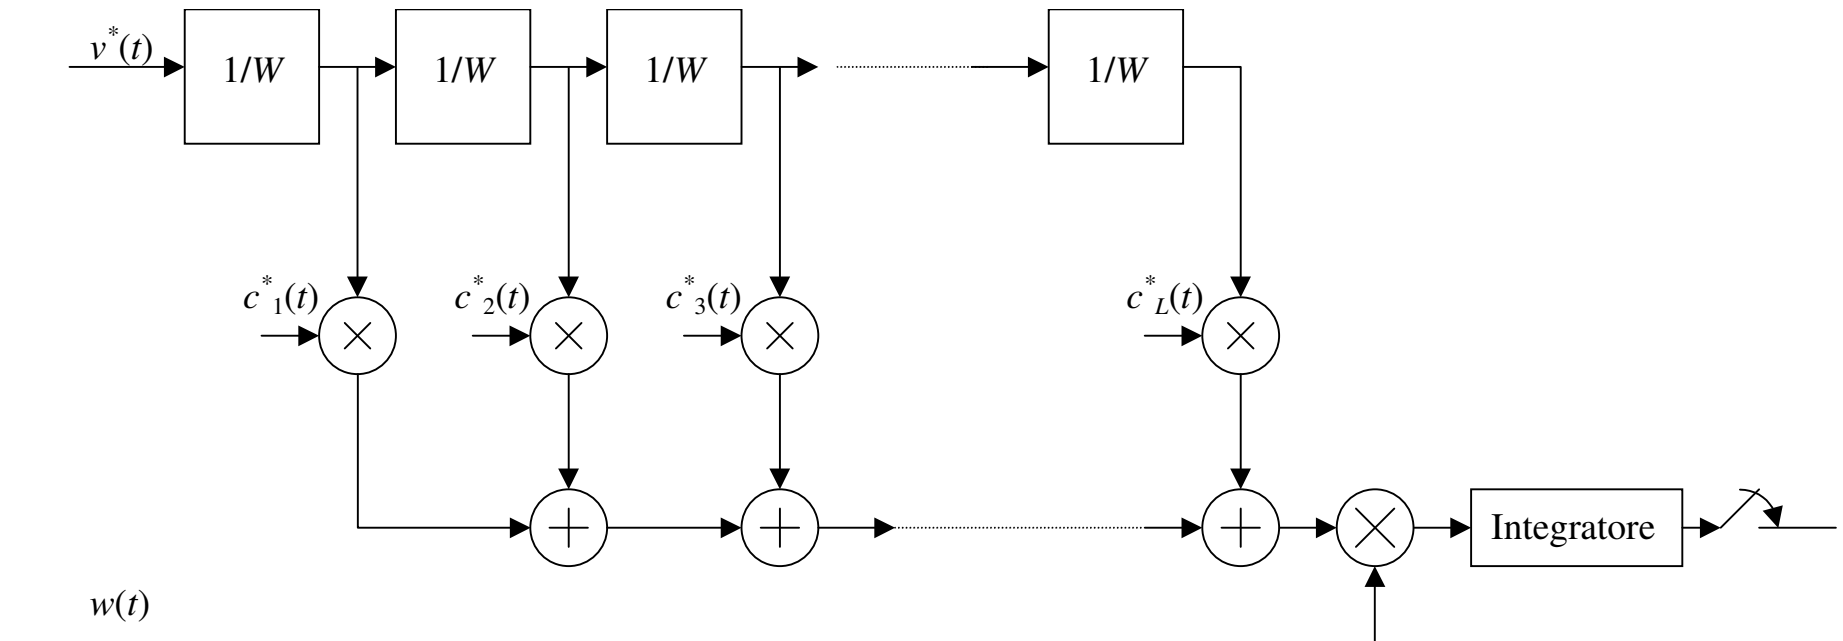 v*(t)
1/W
1/W
1/W
1/W
c*1(t)
c*2(t)
c*3(t)
c*L(t)
Integratore
w(t)